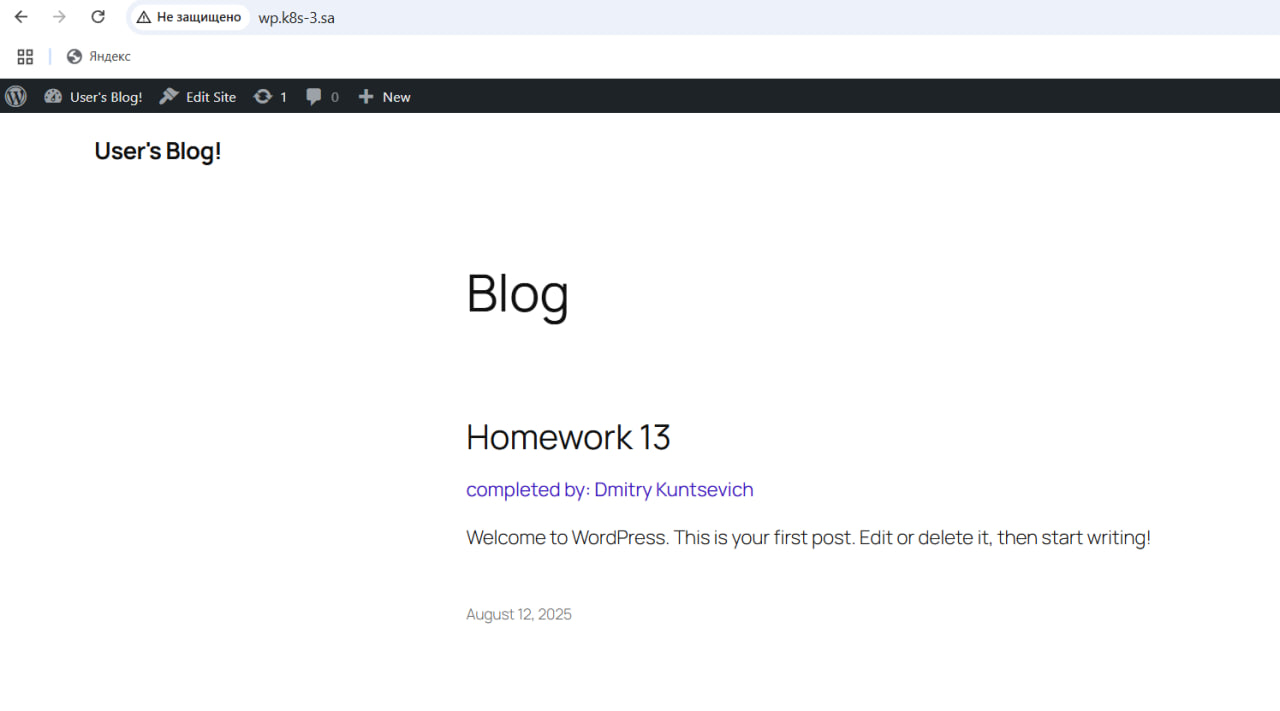 Не защищено wp.k8s-3.sa
Яндекс
User's Blog! Edit Site 1 0 New
User's Blog!
Blog
Homework 13
completed by: Dmitry Kuntsevich
Welcome to WordPress. This is your first post. Edit or delete it, then start writing!
August 12, 2025